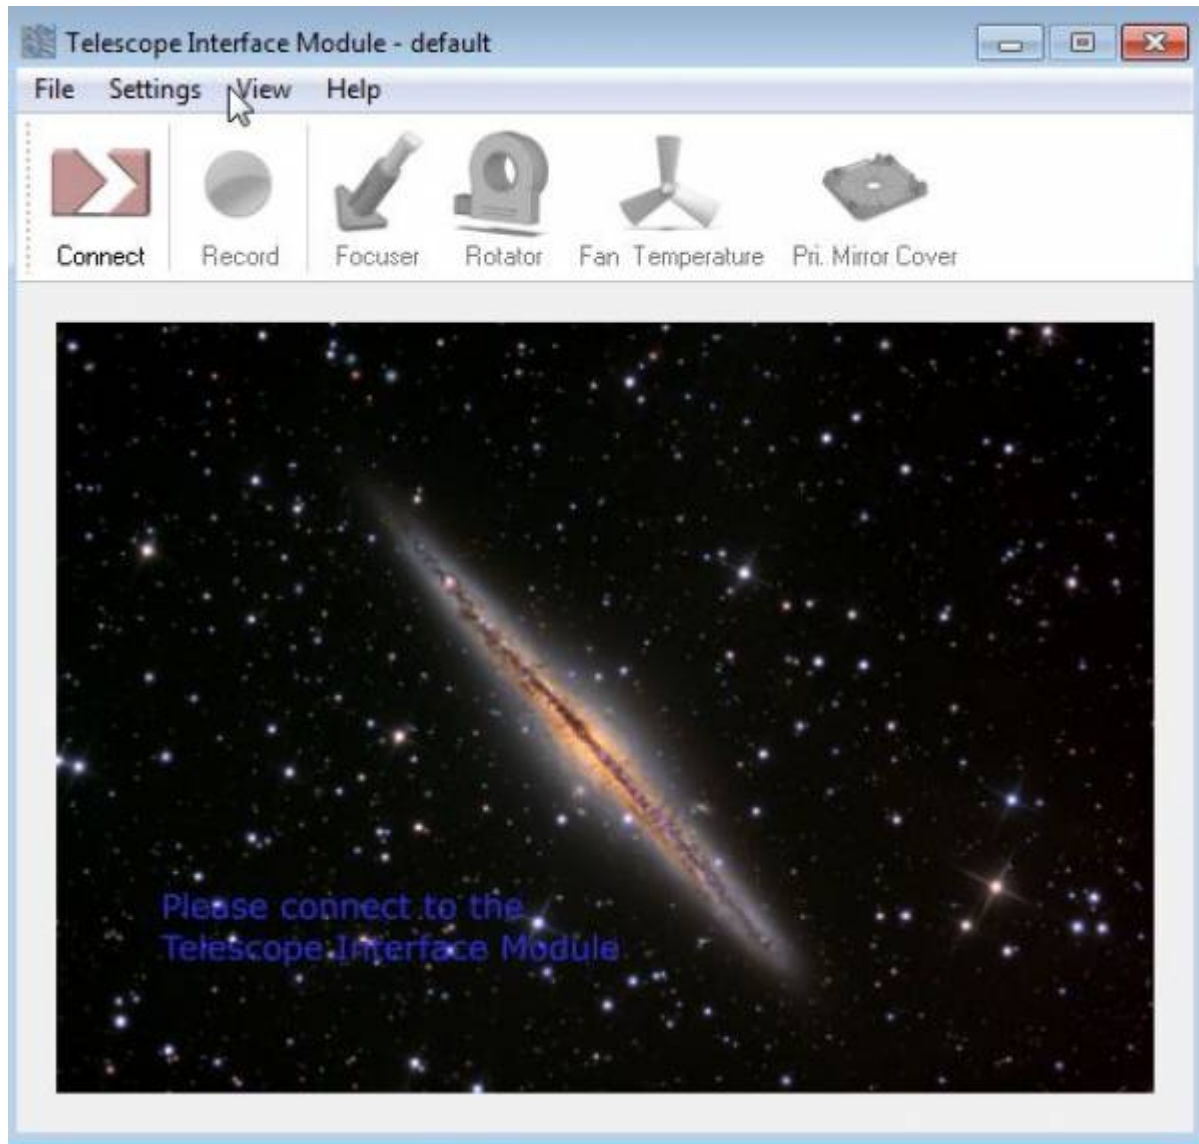 Telescope Interface Module - default
File Settings View Help
Connect Record Focuser Rotator Fan Temperature Pri. Mirror Cover
Please connect to the
Telescope Interface Module